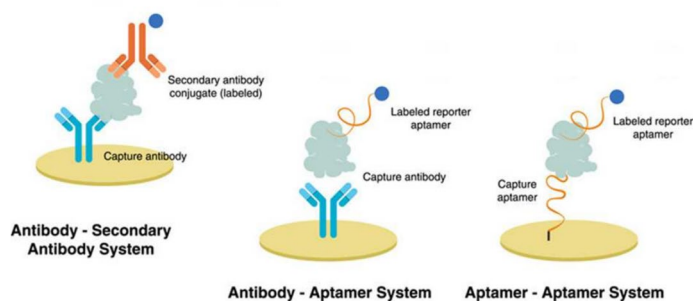 Secondary antibody
conjugate (labeled)
Capture antibody
Antibody - Secondary
Antibody System
Labeled reporter
aptamer
Capture antibody
Antibody - Aptamer System
Labeled reporter
aptamer
Capture
aptamer
Aptamer - Aptamer System